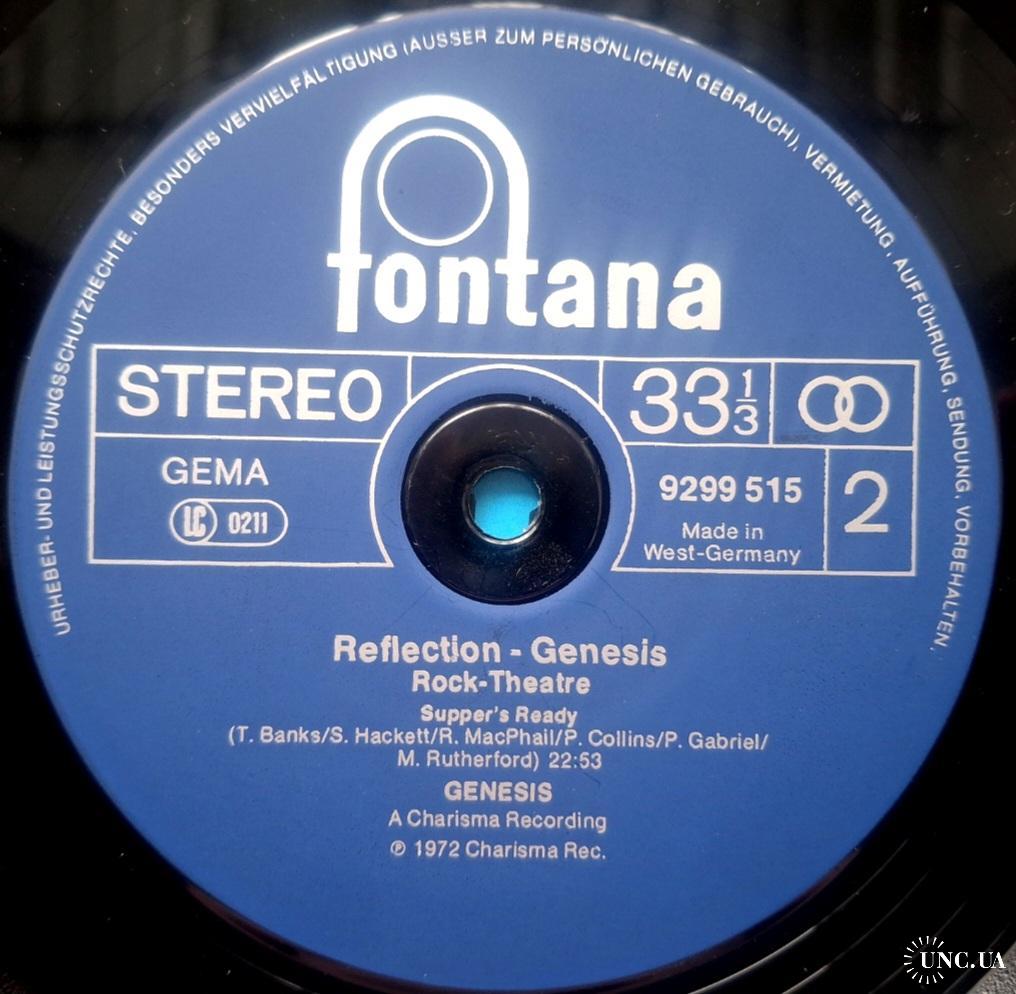 URHEBER- UND LEISTUNGSSCHUTZRECHTE, BESONDERS VERVIELFÄLTIGUNG (AUSSER ZUM PERSÖNLICHEN GEBRAUCH), VERMIETUNG, AUFFÜHRUNG, SENDUNG, VORBEHALTEN.
fontana
STEREO
33 1/3
GEMA
LC 0211
9299 515
Made in
West-Germany
2
Reflection - Genesis
Rock-Theatre
Supper's Ready
(T. Banks/S. Hackett/R. MacPhail/P. Collins/P. Gabriel/
M. Rutherford) 22:53
GENESIS
A Charisma Recording
℗ 1972 Charisma Rec.
UNC.UA